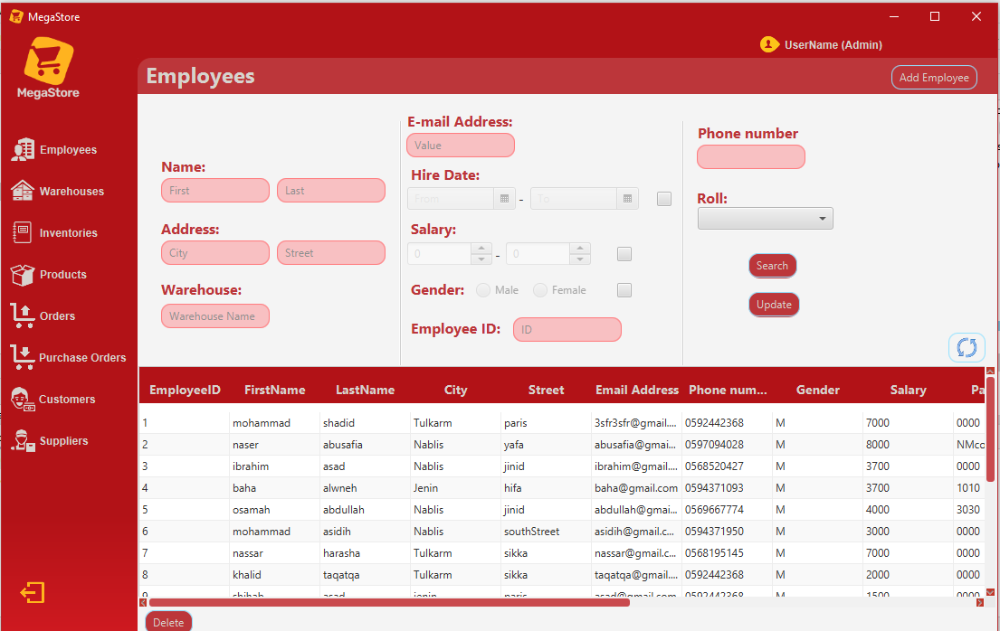 MegaStore
UserName (Admin)
MegaStore
Employees
Add Employee
Employees
Warehouses
Inventories
Products
Orders
Purchase Orders
Customers
Suppliers
Name:
First Last
Address:
City Street
Warehouse:
Warehouse Name
E-mail Address:
Value
Hire Date:
From - To
Salary:
0 - 0
Gender: Male Female
Employee ID: ID
Phone number
Roll:
Search
Update
EmployeeID FirstName LastName City Street Email Address Phone num... Gender Salary Pa
1 mohammad shadid Tulkarm paris 3sfr3sfr@gmail.... 0592442368 M 7000 0000
2 naser abusafia Nablis yafa abusafia@gmai... 0597094028 M 8000 NMcc
3 ibrahim asad Nablis jinid ibrahim@gmail.... 0568520427 M 3700 0000
4 baha alwneh Jenin hifa baha@gmail.com 0594371093 M 3700 1010
5 osamah abdullah Nablis jinid abdullah@gmai... 0569667774 M 4000 3030
6 mohammad asidih Nablis southStreet asidih@gmail.c... 0594371950 M 3000 0000
7 nassar harasha Tulkarm sikka nassar@gmail.c... 0568195145 M 7000 0000
8 khalid taqatqa Tulkarm sikka taqatqa@gmail.... 0592442368 M 2000 0000
9 shihab asad jenin paris asad@gmail.com 0592442368 M 1500 0000
Delete